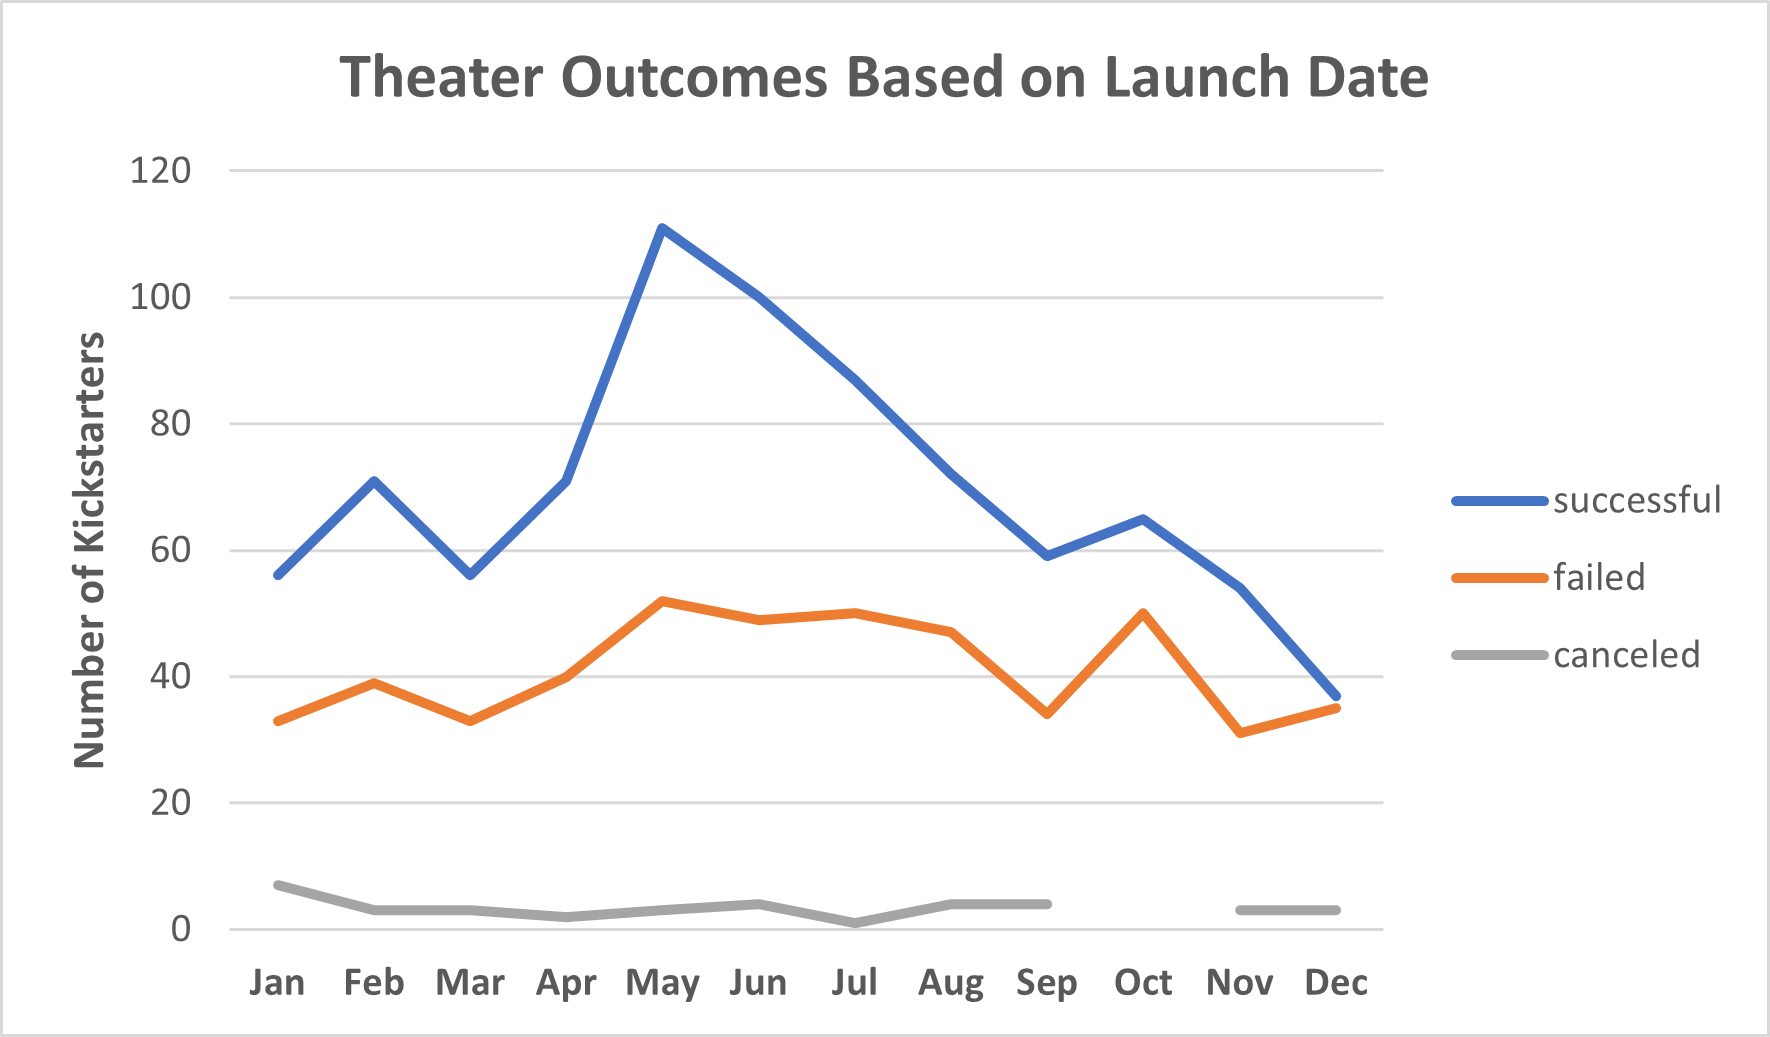 Theater Outcomes Based on Launch Date
Number of Kickstarters
120
100
80
60
40
20
0
Jan Feb Mar Apr May Jun Jul Aug Sep Oct Nov Dec
successful
failed
canceled